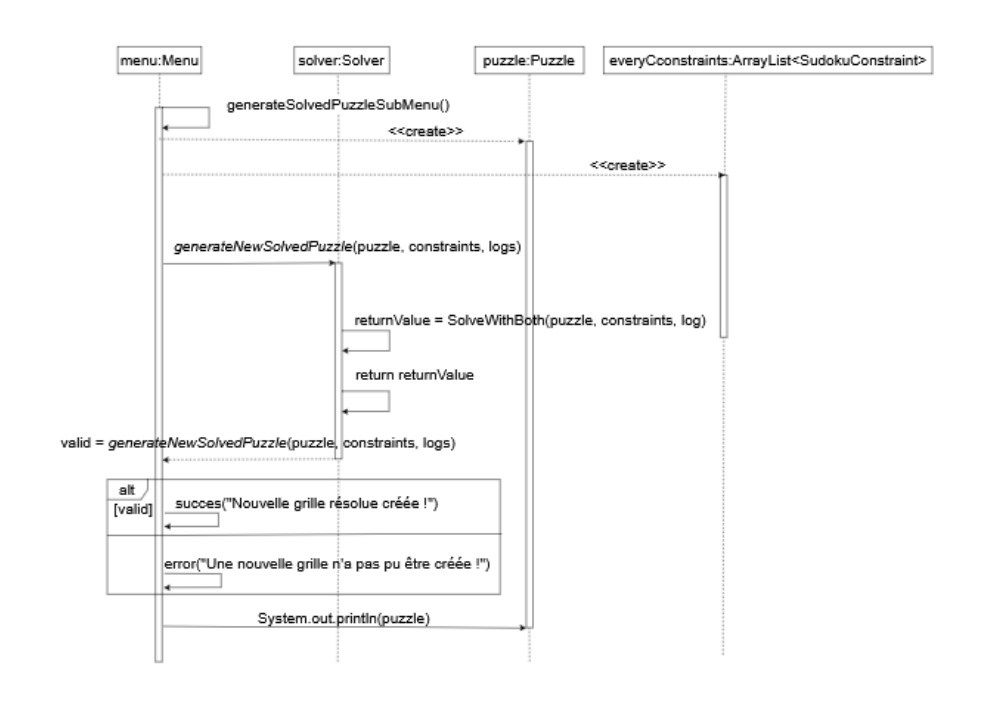 menu:Menu
solver:Solver
puzzle:Puzzle
everyCconstraints:ArrayList<SudokuConstraint>
generateSolvedPuzzleSubMenu()
<<create>>
<<create>>
generateNewSolvedPuzzle(puzzle, constraints, logs)
returnValue = SolveWithBoth(puzzle, constraints, log)
return returnValue
valid = generateNewSolvedPuzzle(puzzle, constraints, logs)
alt
[valid]
succes("Nouvelle grille résolue créée !")
error("Une nouvelle grille n'a pas pu être créée !")
System.out.println(puzzle)